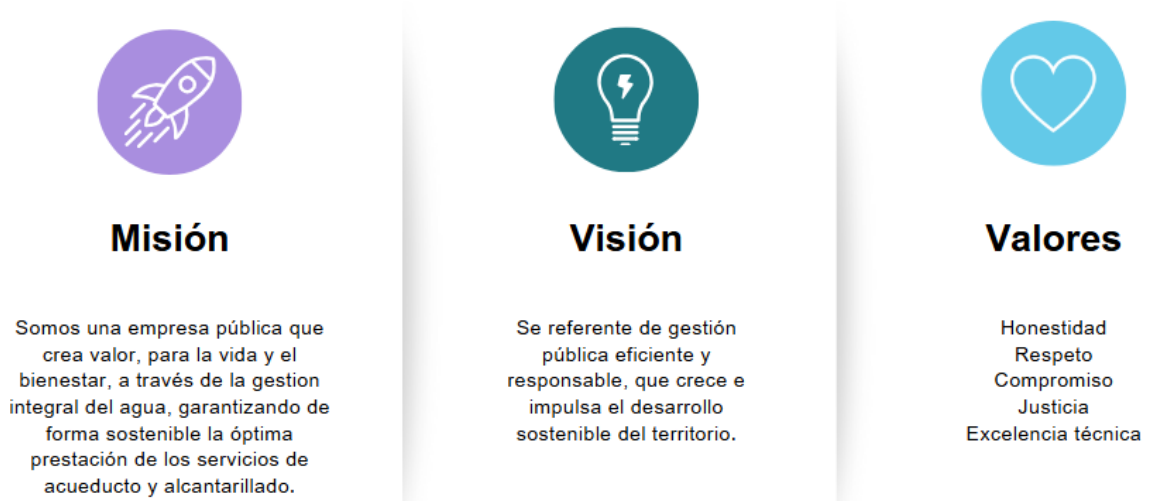 Misión
Somos una empresa pública que
crea valor, para la vida y el
bienestar, a través de la gestion
integral del agua, garantizando de
forma sostenible la óptima
prestación de los servicios de
acueducto y alcantarillado.
Visión
Se referente de gestión
pública eficiente y
responsable, que crece e
impulsa el desarrollo
sostenible del territorio.
Valores
Honestidad
Respeto
Compromiso
Justicia
Excelencia técnica